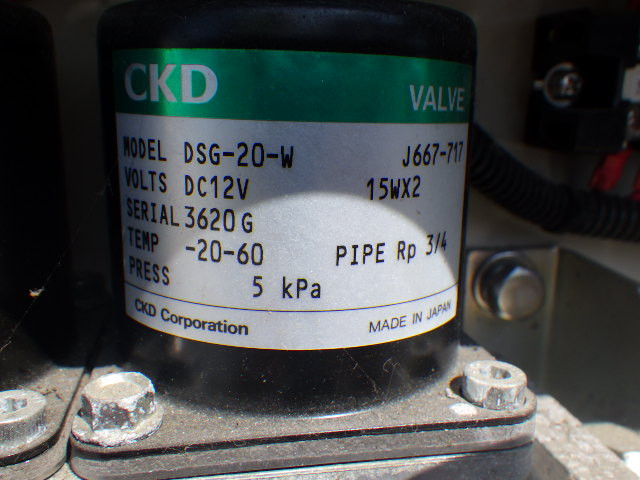 CKD VALVE
MODEL DSG-20-W J667-717
VOLTS DC12V 15WX2
SERIAL 3620G
TEMP -20-60 PIPE Rp 3/4
PRESS 5 kPa
CKD Corporation MADE IN JAPAN